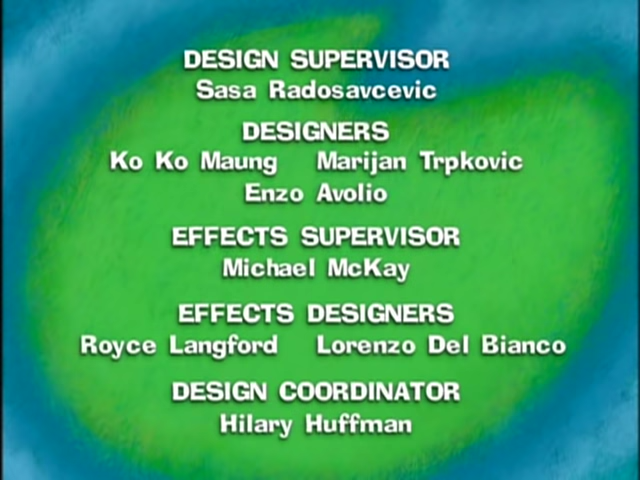 DESIGN SUPERVISOR
Sasa Radosavcevic
DESIGNERS
Ko Ko Maung Marijan Trpkovic
Enzo Avolio
EFFECTS SUPERVISOR
Michael McKay
EFFECTS DESIGNERS
Royce Langford Lorenzo Del Bianco
DESIGN COORDINATOR
Hilary Huffman